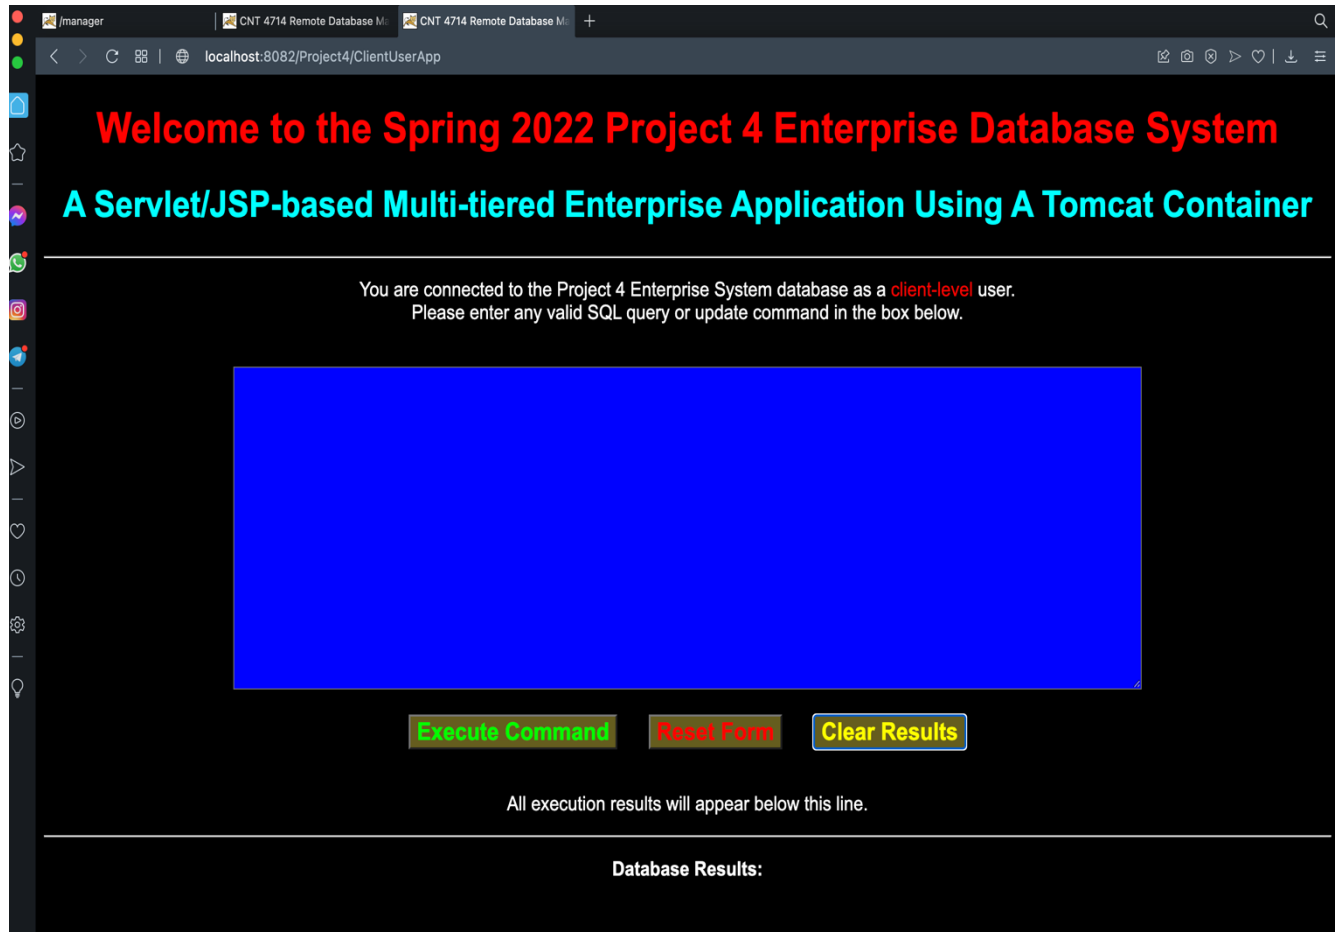 /manager
CNT 4714 Remote Database Ma
CNT 4714 Remote Database Ma
localhost:8082/Project4/ClientUserApp
Welcome to the Spring 2022 Project 4 Enterprise Database System
A Servlet/JSP-based Multi-tiered Enterprise Application Using A Tomcat Container
You are connected to the Project 4 Enterprise System database as a client-level user.
Please enter any valid SQL query or update command in the box below.
Execute Command Reset Form Clear Results
All execution results will appear below this line.
Database Results: